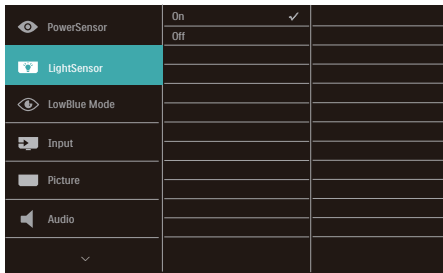 PowerSensor
LightSensor
LowBlue Mode
Input
Picture
Audio
On ✓
Off